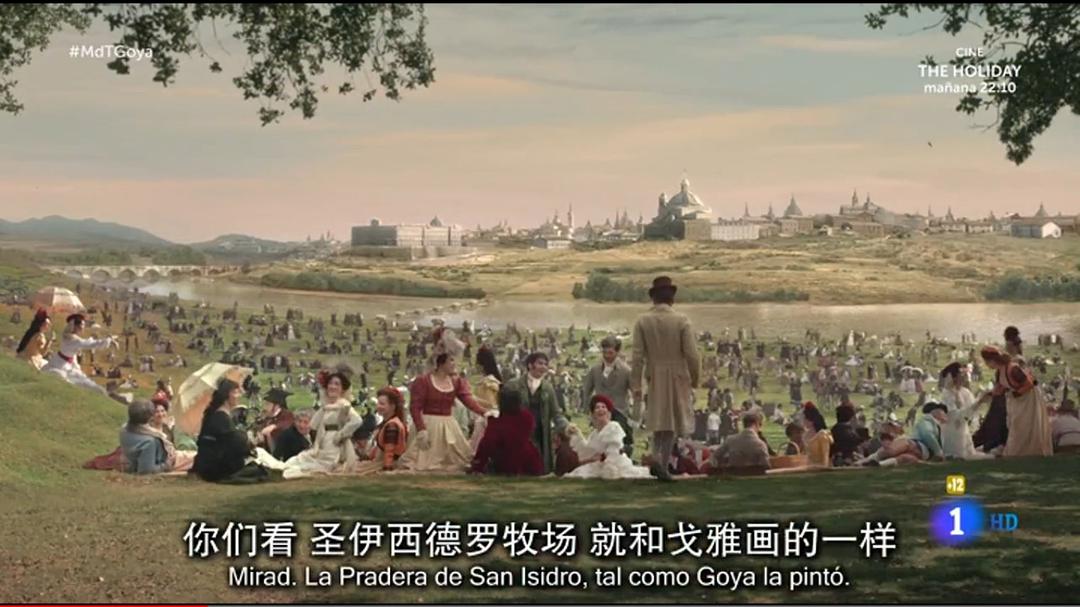 #MdTGoya
CINE
THE HOLIDAY
mañana 22:10
+12
1 HD
你们看 圣伊西德罗牧场 就和戈雅画的一样
Mirad. La Pradera de San Isidro, tal como Goya la pintó.